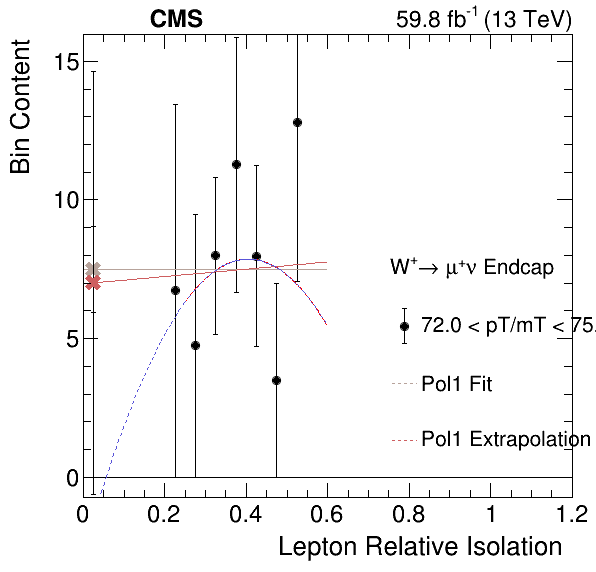 CMS
59.8 fb⁻¹ (13 TeV)
Bin Content
15
10
5
0
W⁺→ μ⁺ν Endcap
72.0 < pT/mT < 75.
Pol1 Fit
Pol1 Extrapolation
0 0.2 0.4 0.6 0.8 1 1.2
Lepton Relative Isolation